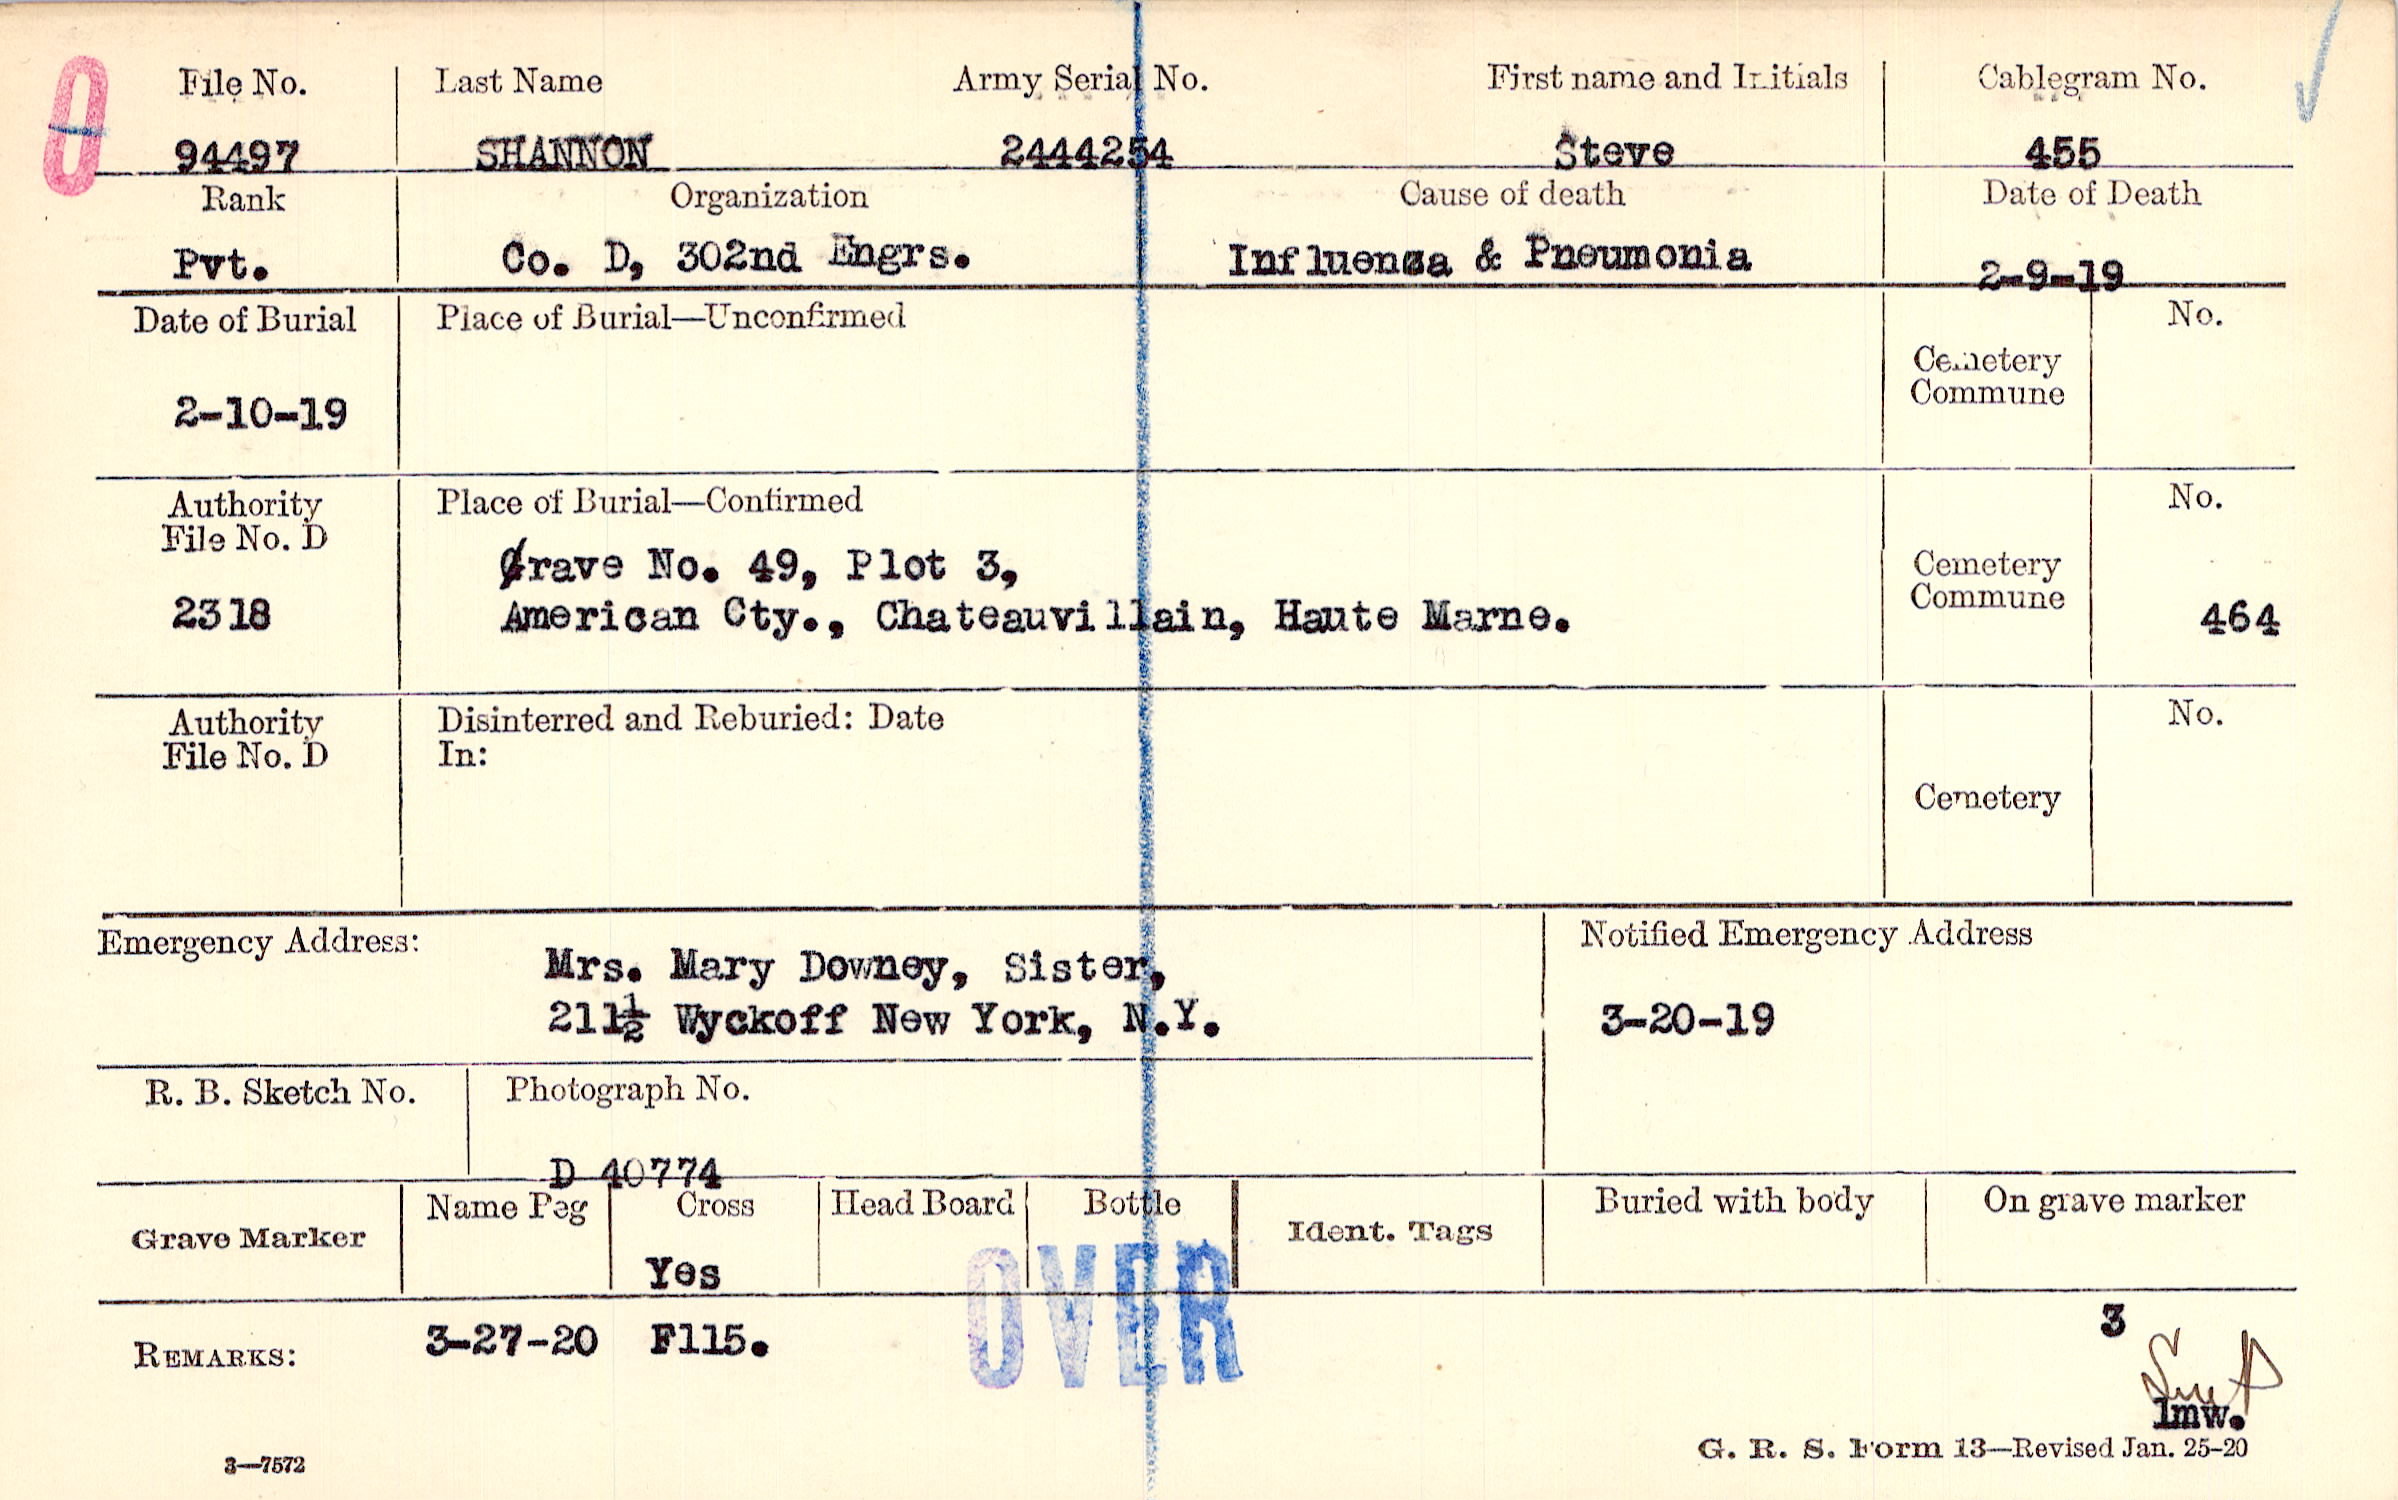 0
File No. Last Name Army Serial No. First name and Initials Cablegram No.
94497 SHANNON 2444254 Steve 455
Rank Organization Cause of death Date of Death
Pvt. Co. D, 302nd Engrs. Influenza & Pneumonia 2-9-19
Date of Burial Place of Burial—Unconfirmed No.
Cemetery
Commune
2-10-19
Authority Place of Burial—Confirmed No.
File No. D
Grave No. 49, Plot 3, Cemetery
2318 American Cty., Chateauvillain, Haute Marne. Commune 464
Authority Disinterred and Reburied: Date No.
File No. D In:
Cemetery
Emergency Address: Notified Emergency Address
Mrs. Mary Downey, Sister,
211½ Wyckoff New York, N.Y. 3-20-19
R. B. Sketch No. Photograph No.
D 40774
Grave Marker Name Peg Cross Head Board Bottle Ident. Tags Buried with body On grave marker
Yes
OVER
REMARKS: 3-27-20 F115. 3
lmw.
3—7572 G. R. S. Form 13—Revised Jan. 25-20